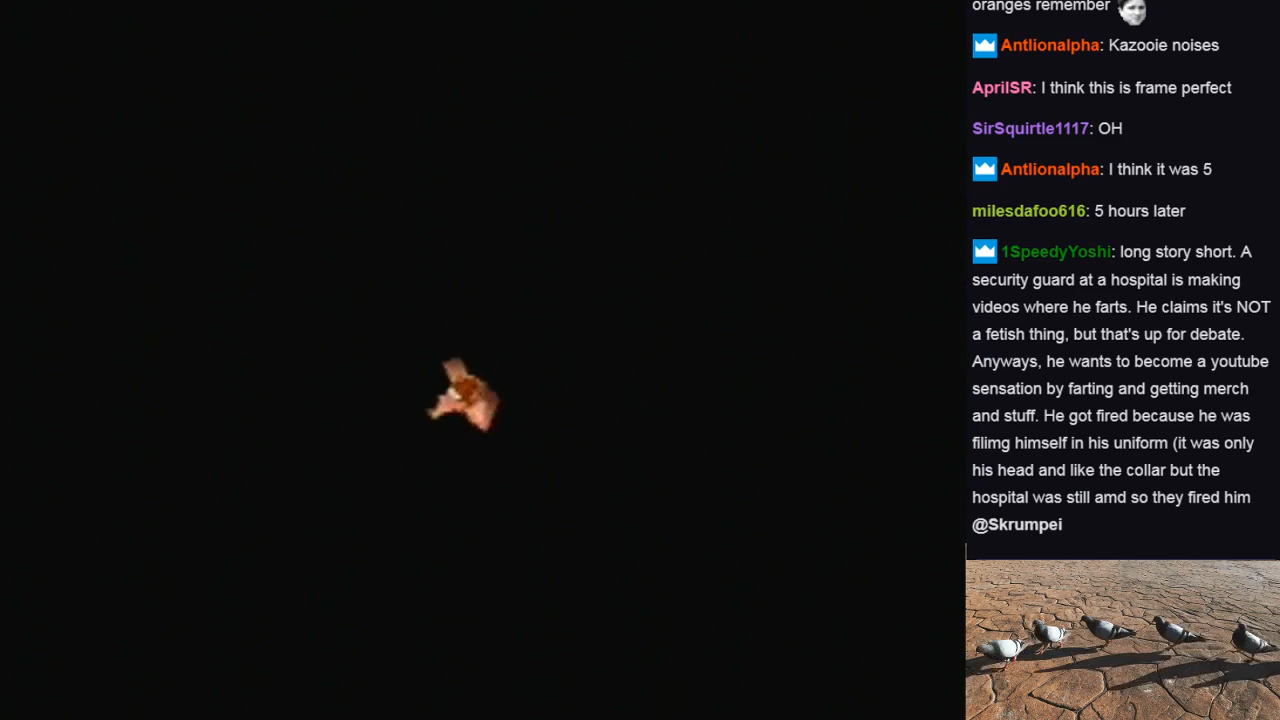 oranges remember
Antlionalpha: Kazooie noises
AprilSR: I think this is frame perfect
SirSquirtle1117: OH
Antlionalpha: I think it was 5
milesdafoo616: 5 hours later
1SpeedyYoshi: long story short. A
security guard at a hospital is making
videos where he farts. He claims it's NOT
a fetish thing, but that's up for debate.
Anyways, he wants to become a youtube
sensation by farting and getting merch
and stuff. He got fired because he was
filimg himself in his uniform (it was only
his head and like the collar but the
hospital was still amd so they fired him
@Skrumpei